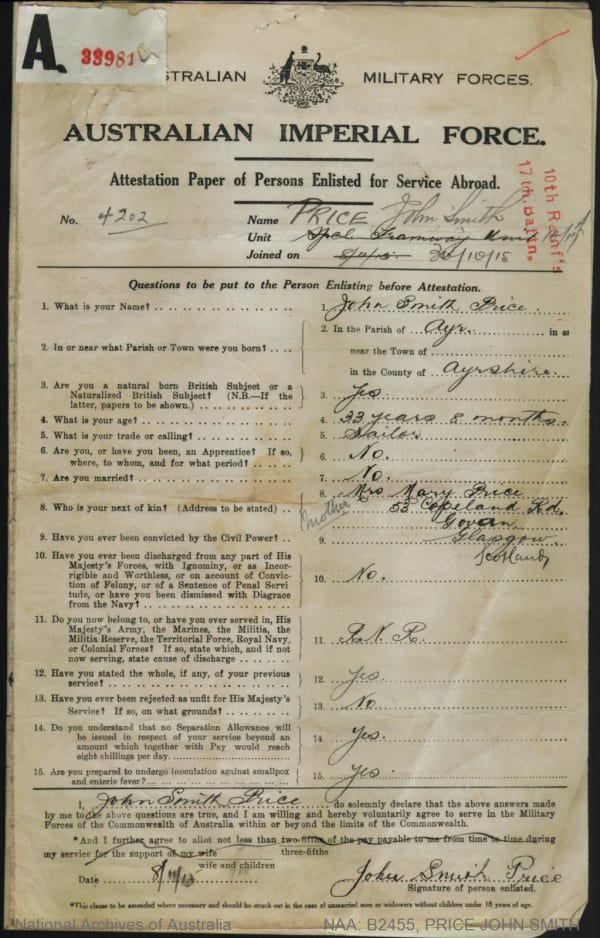 A. 33981
AUSTRALIAN MILITARY FORCES.
AUSTRALIAN IMPERIAL FORCE.
Attestation Paper of Persons Enlisted for Service Abroad.
10th Reinf's
17th. Battn.
No. 4202 Name PRICE John Smith
Unit Spcl Tramway Unit 10/17th
Joined on 8/11/15 30/10/15
Questions to be put to the Person Enlisting before Attestation.
1. What is your Name? 1. John Smith Price.
2. In or near what Parish or Town were you born? 2. In the Parish of Ayr. in or
near the Town of
in the County of Ayrshire.
3. Are you a natural born British Subject or a
Naturalized British Subject? (N.B.—If the
latter, papers to be shown.) 3. Yes
4. What is your age? 4. 33 years 8 months.
5. What is your trade or calling? 5. Sailor
6. Are you, or have you been, an Apprentice? If so,
where, to whom, and for what period? 6. No.
7. Are you married? 7. No.
8. Who is your next of kin? (Address to be stated) Mother 8. Mrs Mary Price
53 Copeland Rd.
Govan
9. Have you ever been convicted by the Civil Power? 9. Glasgow.
Scotland
10. Have you ever been discharged from any part of His
Majesty's Forces, with Ignominy, or as Incor-
rigible and Worthless, or on account of Convic-
tion of Felony, or of a Sentence of Penal Servi-
tude, or have you been dismissed with Disgrace
from the Navy? 10. No.
11. Do you now belong to, or have you ever served in, His
Majesty's Army, the Marines, the Militia, the
Militia Reserve, the Territorial Force, Royal Navy,
or Colonial Forces? If so, state which, and if not
now serving, state cause of discharge 11. R.N.R.
12. Have you stated the whole, if any, of your previous
service? 12. Yes.
13. Have you ever been rejected as unfit for His Majesty's
Service? If so, on what grounds? 13. No.
14. Do you understand that no Separation Allowance will
be issued in respect of your service beyond an
amount which together with Pay would reach
eight shillings per day. 14. Yes.
15. Are you prepared to undergo inoculation against smallpox
and enteric fever? 15. Yes.
I, John Smith Price do solemnly declare that the above answers made
by me to the above questions are true, and I am willing and hereby voluntarily agree to serve in the Military
Forces of the Commonwealth of Australia within or beyond the limits of the Commonwealth.
*And I further agree to allot not less than two-fifths of the pay payable to me from time to time during
three-fifths
my service for the support of my wife
wife and children
Date 8/11/15 John Smith Price
Signature of person enlisted.
*This clause to be amended where necessary and should be struck out in the case of unmarried men or widowers without children under 18 years of age.
National Archives of Australia NAA: B2455, PRICE JOHN SMITH